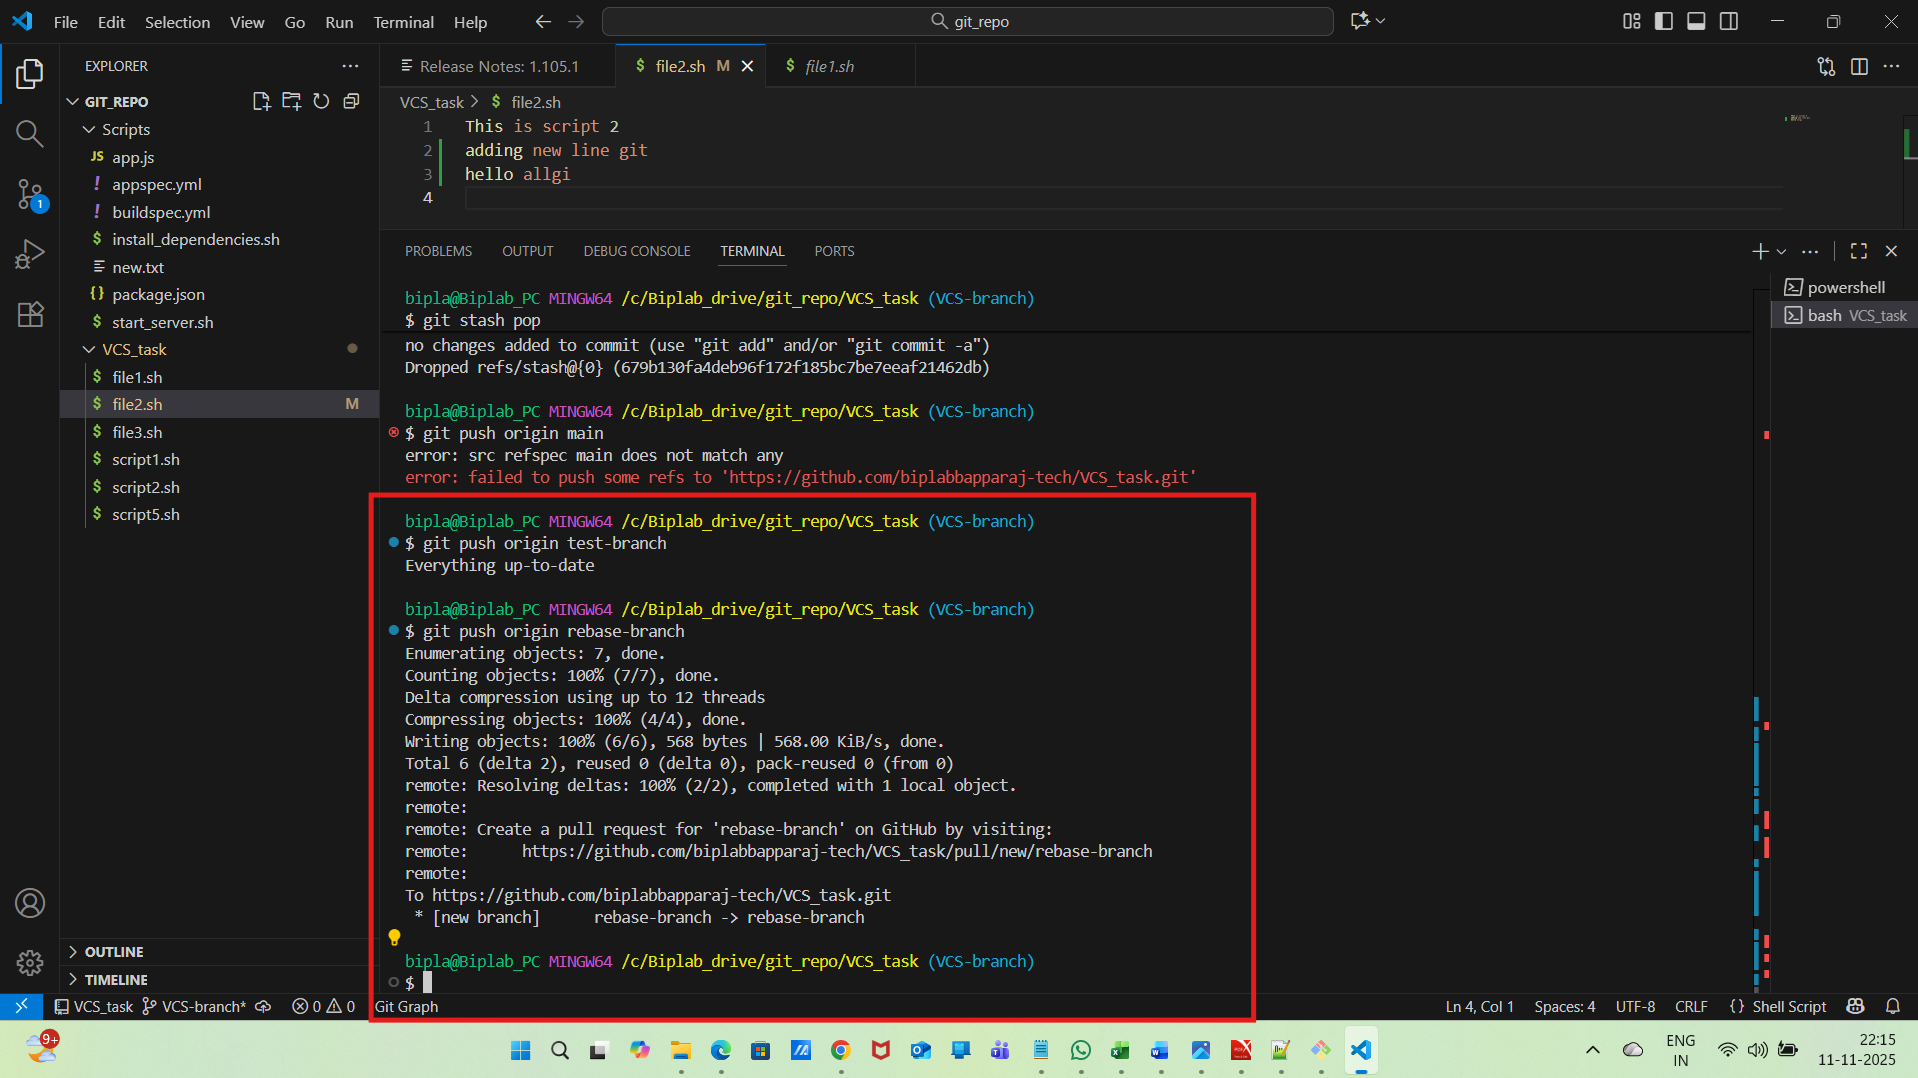 File Edit Selection View Go Run Terminal Help
git_repo
EXPLORER
GIT_REPO
Scripts
JS app.js
! appspec.yml
! buildspec.yml
$ install_dependencies.sh
new.txt
{} package.json
$ start_server.sh
VCS_task
$ file1.sh
$ file2.sh M
$ file3.sh
$ script1.sh
$ script2.sh
$ script5.sh
OUTLINE
TIMELINE
1
Release Notes: 1.105.1
$ file2.sh M
$ file1.sh
VCS_task > $ file2.sh
1 This is script 2
2 adding new line git
3 hello allgi
4
PROBLEMS OUTPUT DEBUG CONSOLE TERMINAL PORTS
powershell
bash VCS_task
bipla@Biplab_PC MINGW64 /c/Biplab_drive/git_repo/VCS_task (VCS-branch)
$ git stash pop
no changes added to commit (use "git add" and/or "git commit -a")
Dropped refs/stash@{0} (679b130fa4deb96f172f185bc7be7eeaf21462db)
bipla@Biplab_PC MINGW64 /c/Biplab_drive/git_repo/VCS_task (VCS-branch)
$ git push origin main
error: src refspec main does not match any
error: failed to push some refs to 'https://github.com/biplabbapparaj-tech/VCS_task.git'
bipla@Biplab_PC MINGW64 /c/Biplab_drive/git_repo/VCS_task (VCS-branch)
$ git push origin test-branch
Everything up-to-date
bipla@Biplab_PC MINGW64 /c/Biplab_drive/git_repo/VCS_task (VCS-branch)
$ git push origin rebase-branch
Enumerating objects: 7, done.
Counting objects: 100% (7/7), done.
Delta compression using up to 12 threads
Compressing objects: 100% (4/4), done.
Writing objects: 100% (6/6), 568 bytes | 568.00 KiB/s, done.
Total 6 (delta 2), reused 0 (delta 0), pack-reused 0 (from 0)
remote: Resolving deltas: 100% (2/2), completed with 1 local object.
remote:
remote: Create a pull request for 'rebase-branch' on GitHub by visiting:
remote:      https://github.com/biplabbapparaj-tech/VCS_task/pull/new/rebase-branch
remote:
To https://github.com/biplabbapparaj-tech/VCS_task.git
 * [new branch]      rebase-branch -> rebase-branch
bipla@Biplab_PC MINGW64 /c/Biplab_drive/git_repo/VCS_task (VCS-branch)
$
VCS_task VCS-branch* 0 0 Git Graph
Ln 4, Col 1 Spaces: 4 UTF-8 CRLF {} Shell Script
9+
ENG
IN
22:15
11-11-2025